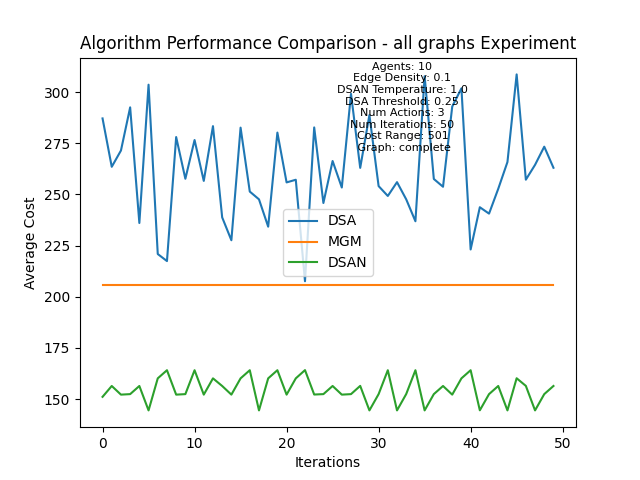 Algorithm Performance Comparison - all graphs Experiment
Agents: 10
Edge Density: 0.1
DSAN Temperature: 1.0
DSA Threshold: 0.25
Num Actions: 3
Num Iterations: 50
Cost Range: 501
Graph: complete
300
275
250
225
200
175
150
Average Cost
DSA
MGM
DSAN
0
10
20
30
40
50
Iterations